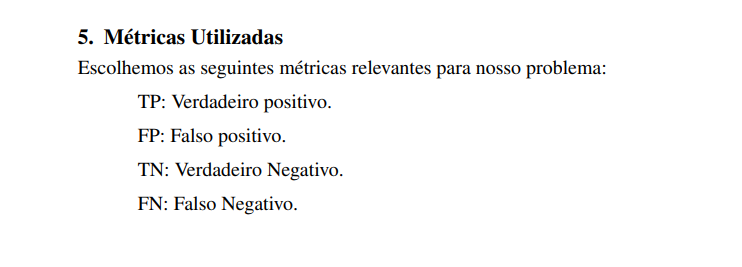 5. Métricas Utilizadas
Escolhemos as seguintes métricas relevantes para nosso problema:
TP: Verdadeiro positivo.
FP: Falso positivo.
TN: Verdadeiro Negativo.
FN: Falso Negativo.